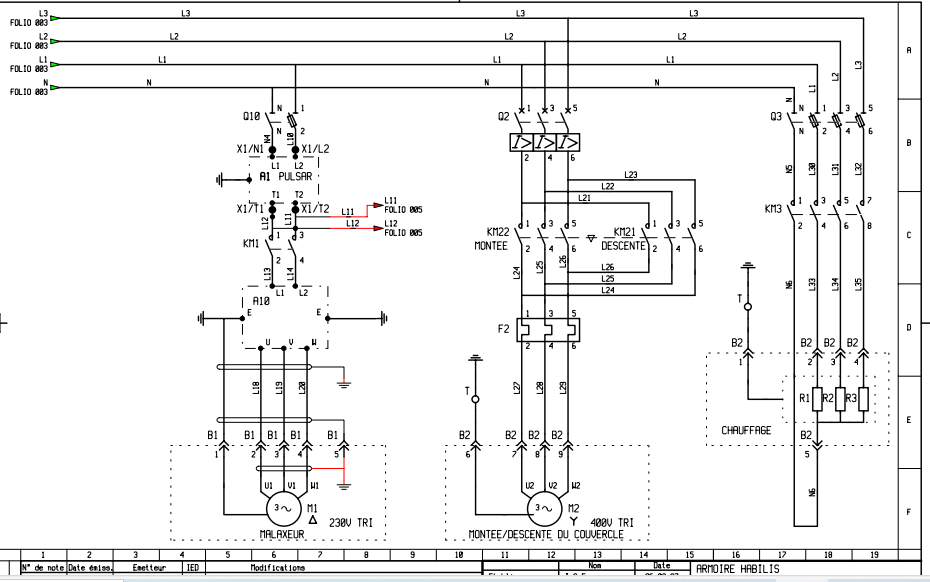 L3 L3 L3 L3
FOLIO 003
L2 L2 L2 L2
FOLIO 003 A
L1 L1 L1 L1
FOLIO 003
N N N N
FOLIO 003
L3
L2
L1
N
Q10 N 1 Q2 1 3 5 Q3 N 1 3 5
N 2 N 2 4 6
N4 L10 B
X1/N1 X1/L2 2 4 6
L1 L2
A1 PULSAR N5 L30 L31 L32
L23
L22
T1 T2 L21
X1/T1 X1/T2 L11 L11
FOLIO 005
L12 L11 L12 L12
FOLIO 005
KM3 1 3 5 7
2 4 6 8
KM1 1 3 KM22 1 3 5 KM21 1 3 5 C
MONTEE DESCENTE
2 4 2 4 6 2 4 6
L13 L14 L24 L25 L26 L26
L25
L24
N6 L33 L34 L35
L1 L2
A10 T
E E 1 3 5
F2 D
U V W 2 4 6
B2 B2 B2 B2
1 2 3 4
T
L18 L19 L20 L27 L28 L29
R1 R2 R3
E
CHAUFFAGE
B1 B1 B1 B1 B1 B2 B2 B2 B2 B2
1 2 3 4 5 6 7 8 9 5
U1 V1 W1 U2 V2 W2 N6
3~ M1 3~ M2 F
230V TRI 400V TRI
MALAXEUR MONTEE/DESCENTE DU COUVERCLE
1 2 3 4 5 6 7 8 9 10 11 12 13 14 15 16 17 18 19
N° de note Date émiss. Emetteur IED Modifications Nom Date ARMOIRE HABILIS